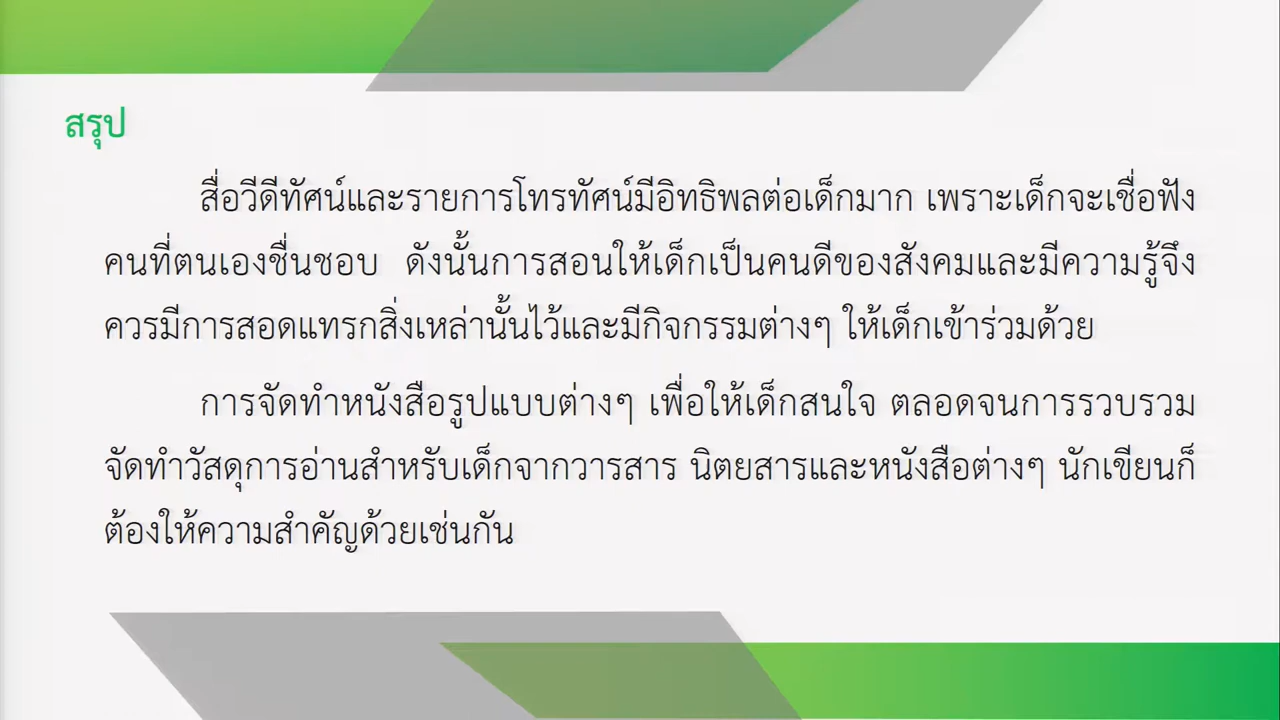 สรุป
สื่อวีดีทัศน์และรายการโทรทัศน์มีอิทธิพลต่อเด็กมาก เพราะเด็กจะเชื่อฟัง
คนที่ตนเองชื่นชอบ ดังนั้นการสอนให้เด็กเป็นคนดีของสังคมและมีความรู้จึง
ควรมีการสอดแทรกสิ่งเหล่านั้นไว้และมีกิจกรรมต่างๆ ให้เด็กเข้าร่วมด้วย
การจัดทำหนังสือรูปแบบต่างๆ เพื่อให้เด็กสนใจ ตลอดจนการรวบรวม
จัดทำวัสดุการอ่านสำหรับเด็กจากวารสาร นิตยสารและหนังสือต่างๆ นักเขียนก็
ต้องให้ความสำคัญด้วยเช่นกัน